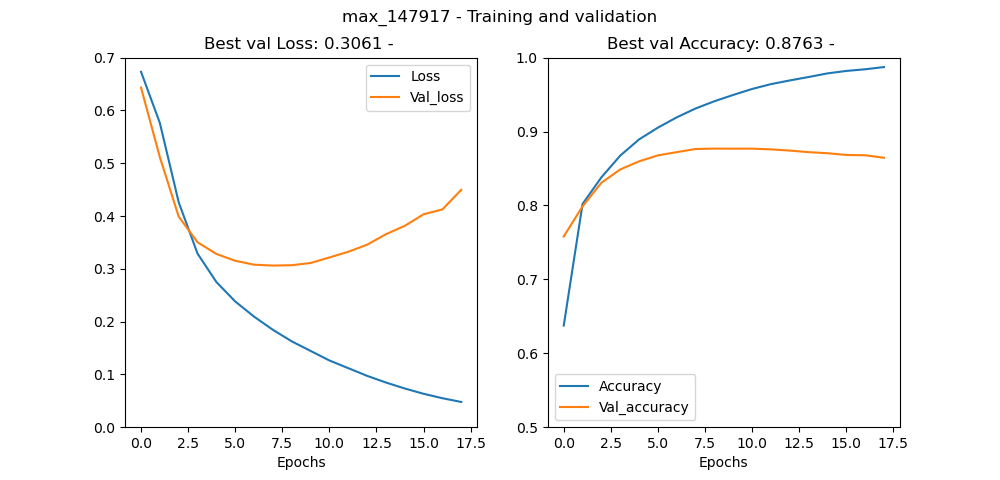 max_147917 - Training and validation
Best val Loss: 0.3061 -
0.7
0.6
0.5
0.4
0.3
0.2
0.1
0.0
Loss
Val_loss
0.0 2.5 5.0 7.5 10.0 12.5 15.0 17.5
Epochs
Best val Accuracy: 0.8763 -
1.0
0.9
0.8
0.7
0.6
0.5
Accuracy
Val_accuracy
0.0 2.5 5.0 7.5 10.0 12.5 15.0 17.5
Epochs